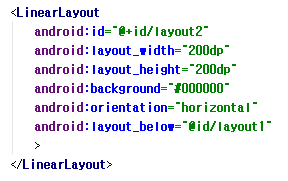 <LinearLayout
android:id="@+id/layout2"
android:layout_width="200dp"
android:layout_height="200dp"
android:background="#000000"
android:orientation="horizontal"
android:layout_below="@id/layout1"
>
</LinearLayout>